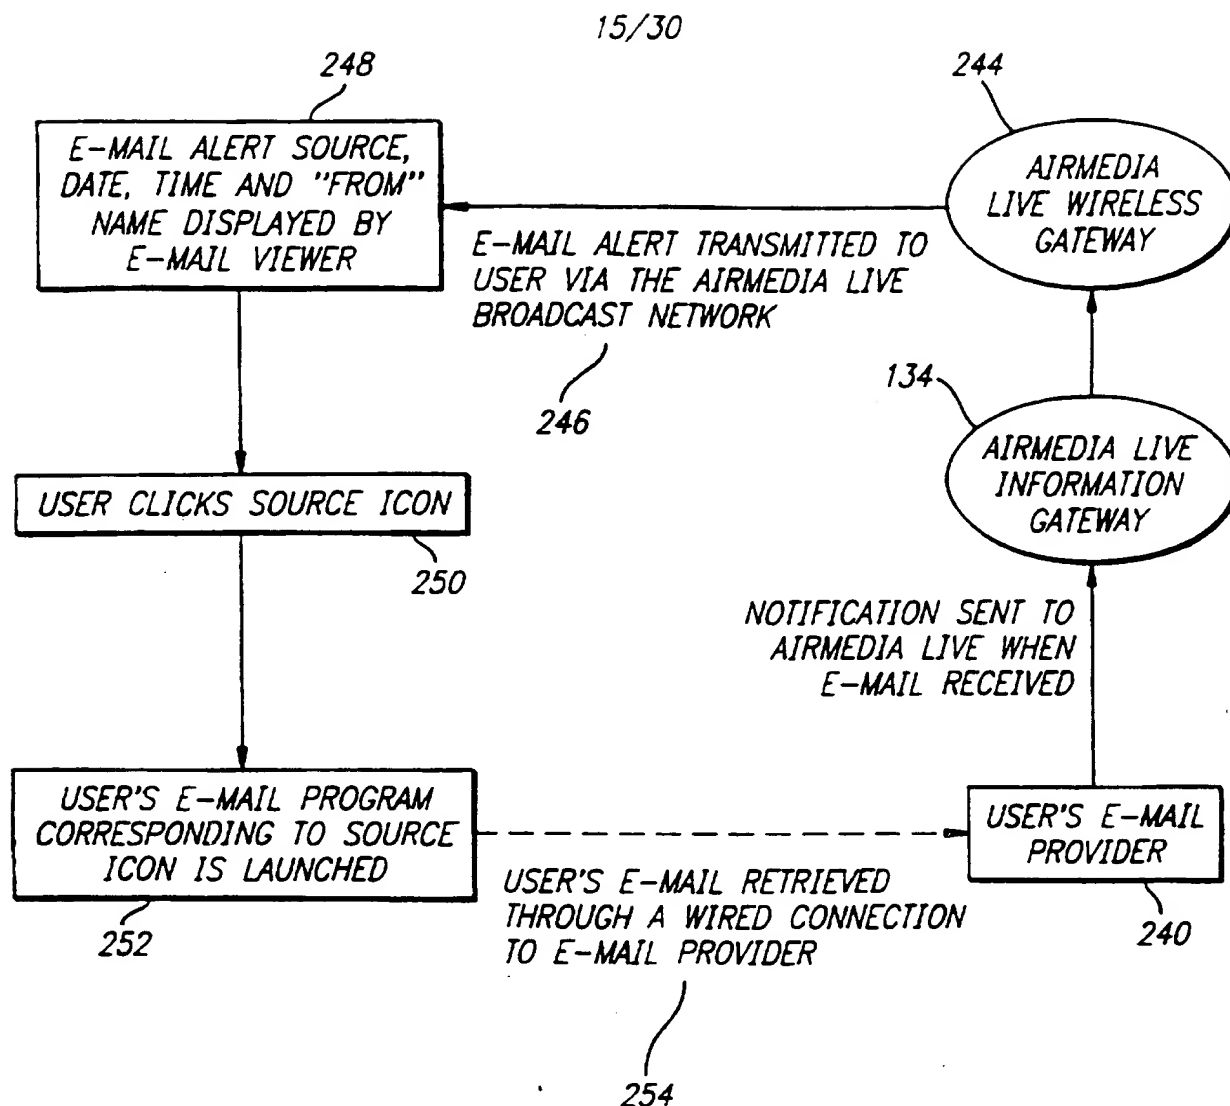 15/30
248
E-MAIL ALERT SOURCE,
DATE, TIME AND "FROM"
NAME DISPLAYED BY
E-MAIL VIEWER
244
AIRMEDIA
LIVE WIRELESS
GATEWAY
E-MAIL ALERT TRANSMITTED TO
USER VIA THE AIRMEDIA LIVE
BROADCAST NETWORK
246
134
AIRMEDIA LIVE
INFORMATION
GATEWAY
USER CLICKS SOURCE ICON
250
NOTIFICATION SENT TO
AIRMEDIA LIVE WHEN
E-MAIL RECEIVED
USER'S E-MAIL PROGRAM
CORRESPONDING TO SOURCE
ICON IS LAUNCHED
252
USER'S E-MAIL
PROVIDER
240
USER'S E-MAIL RETRIEVED
THROUGH A WIRED CONNECTION
TO E-MAIL PROVIDER
254